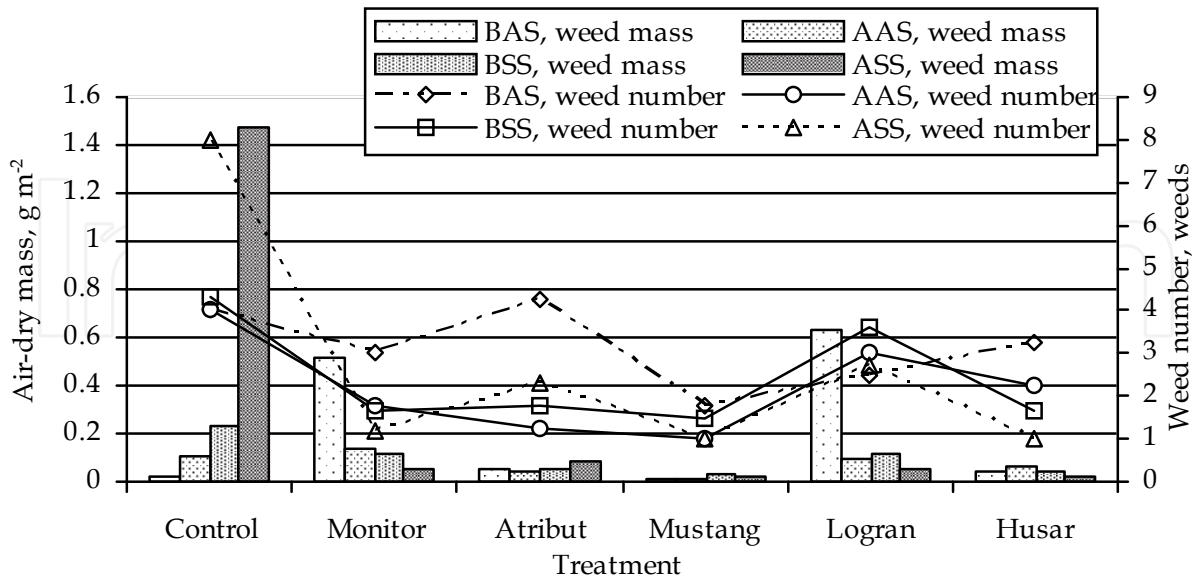 BAS, weed mass AAS, weed mass
BSS, weed mass ASS, weed mass
BAS, weed number AAS, weed number
BSS, weed number ASS, weed number
Air-dry mass, g m-2
1.6
1.4
1.2
1
0.8
0.6
0.4
0.2
0
9
8
7
6
5
4
3
2
1
0
Weed number, weeds
Control Monitor Atribut Mustang Logran Husar
Treatment